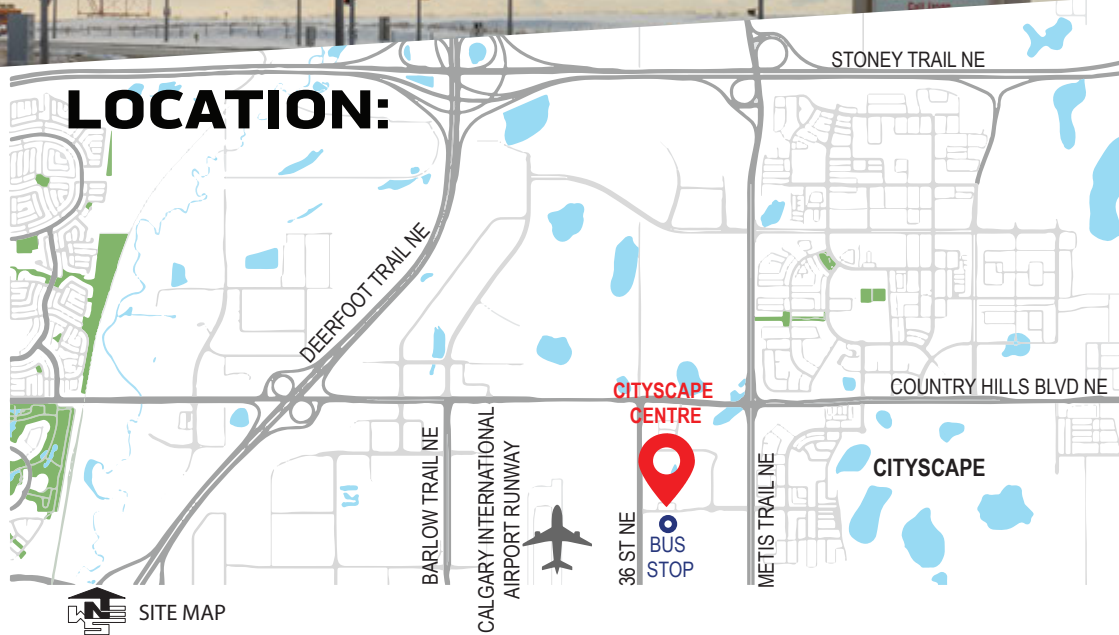 STONEY TRAIL NE
LOCATION:
DEERFOOT TRAIL NE
CITYSCAPE
CENTRE
COUNTRY HILLS BLVD NE
BARLOW TRAIL NE
CALGARY INTERNATIONAL
AIRPORT RUNWAY
36 ST NE
BUS
STOP
METIS TRAIL NE
CITYSCAPE
N
W E
S
SITE MAP